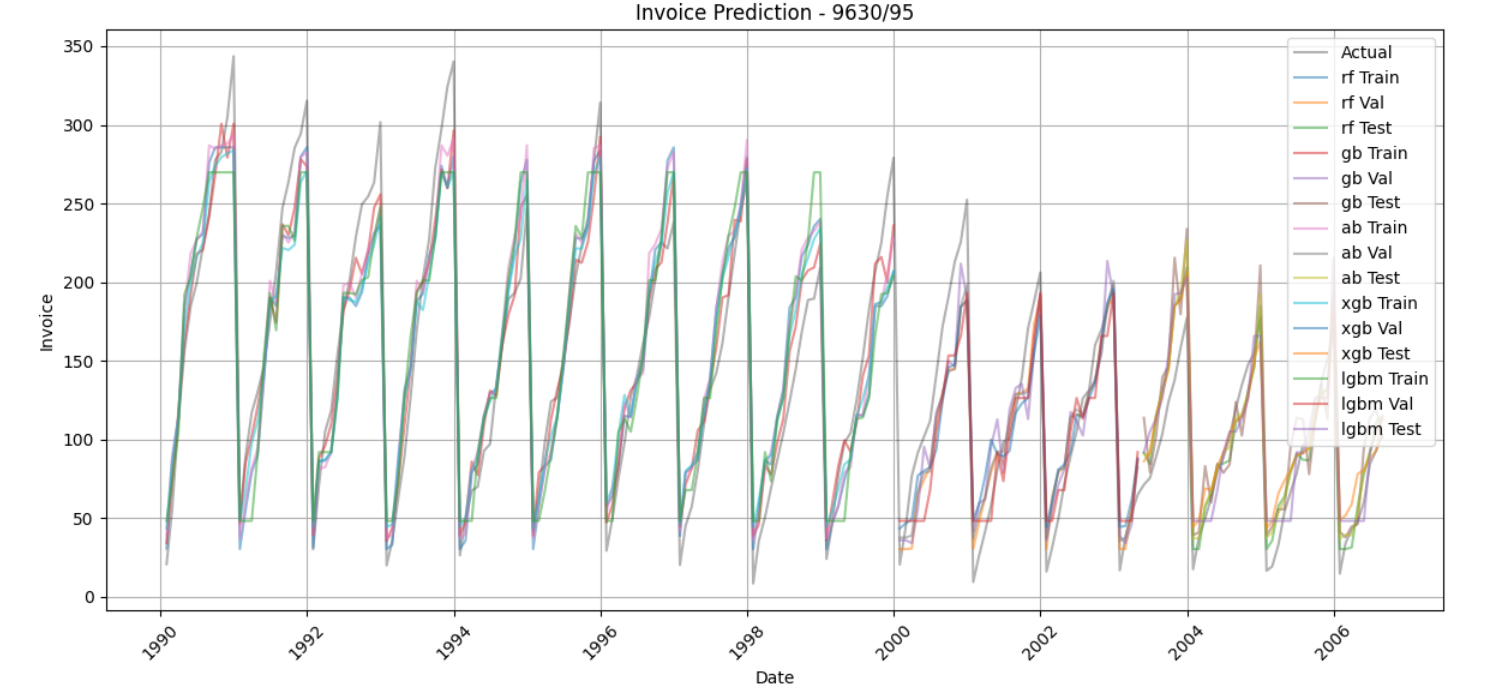 Invoice Prediction - 9630/95
350
300
250
200
150
100
50
0
Invoice
1990
1992
1994
1996
1998
2000
2002
2004
2006
Date
Actual
rf Train
rf Val
rf Test
gb Train
gb Val
gb Test
ab Train
ab Val
ab Test
xgb Train
xgb Val
xgb Test
lgbm Train
lgbm Val
lgbm Test